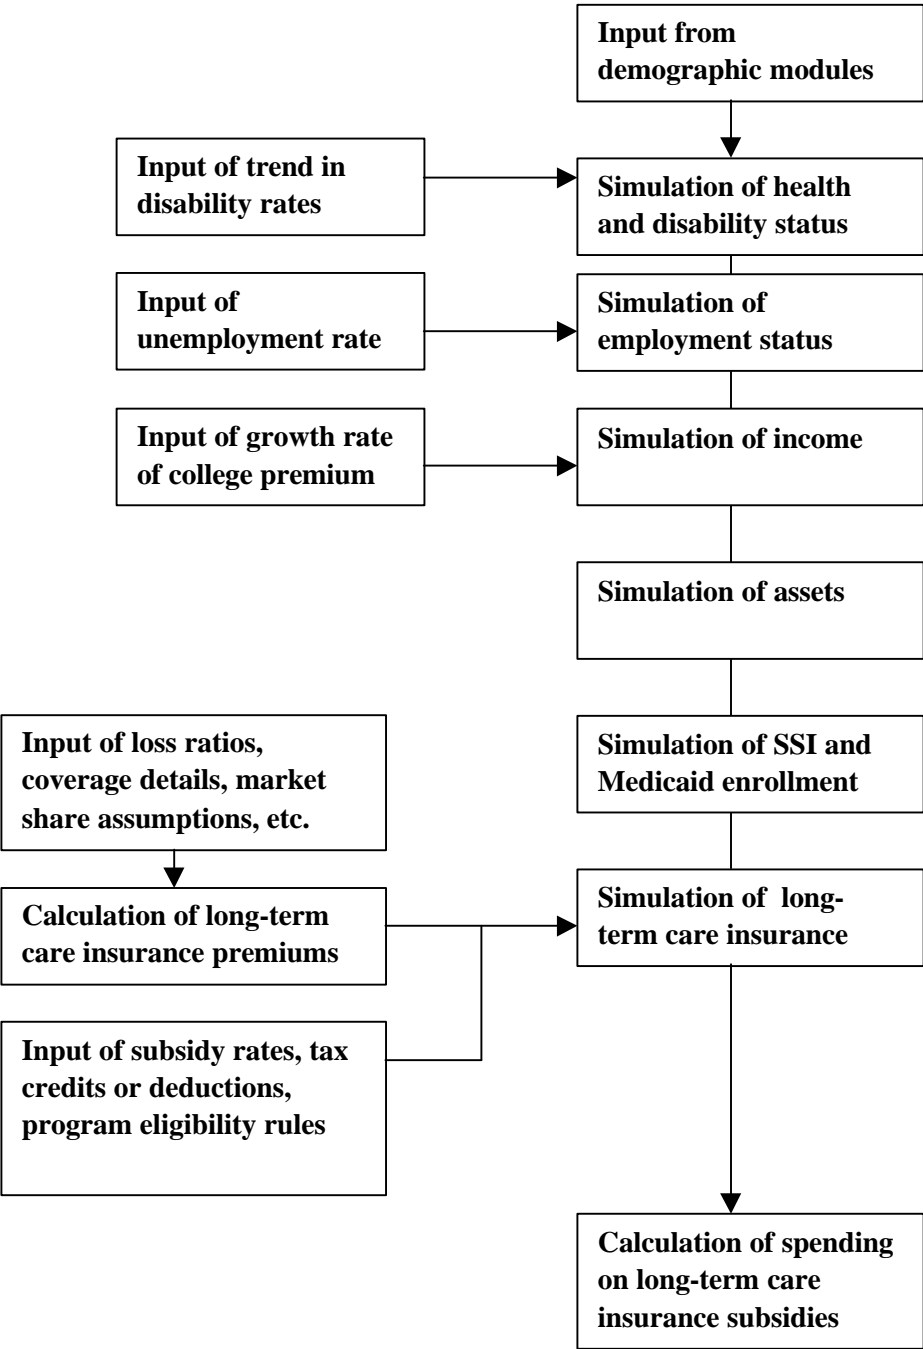 Input from
demographic modules
Input of trend in
disability rates
Simulation of health
and disability status
Input of
unemployment rate
Simulation of
employment status
Input of growth rate
of college premium
Simulation of income
Simulation of assets
Input of loss ratios,
coverage details, market
share assumptions, etc.
Simulation of SSI and
Medicaid enrollment
Calculation of long-term
care insurance premiums
Simulation of  long-
term care insurance
Input of subsidy rates, tax
credits or deductions,
program eligibility rules
Calculation of spending
on long-term care
insurance subsidies